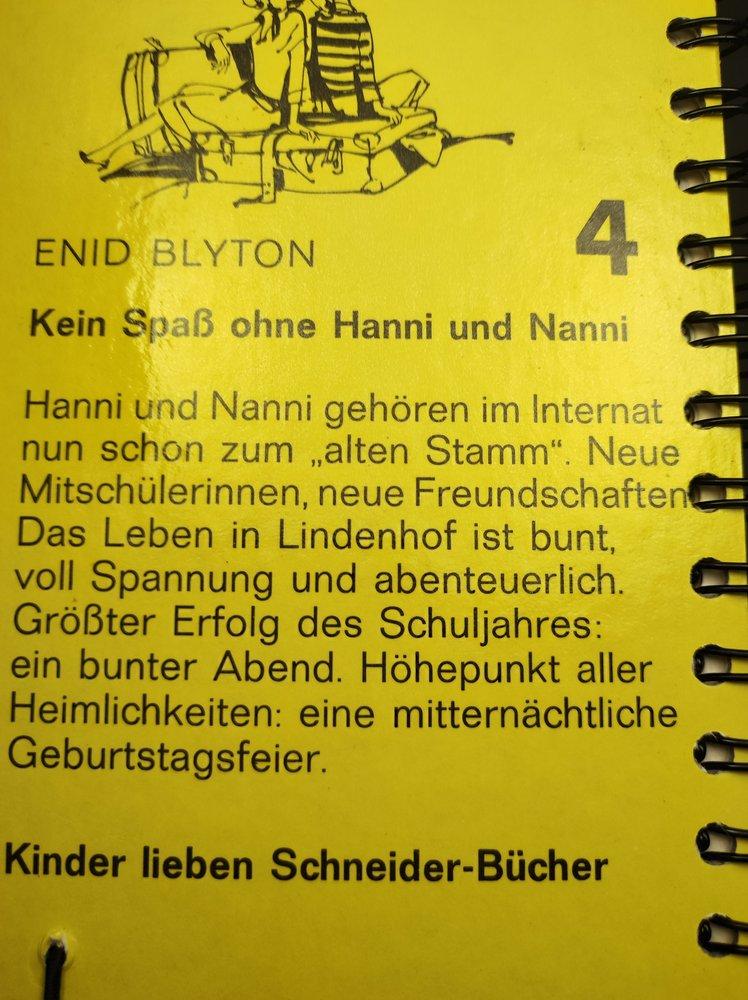 ENID BLYTON
4
Kein Spaß ohne Hanni und Nanni
Hanni und Nanni gehören im Internat
nun schon zum „alten Stamm“. Neue
Mitschülerinnen, neue Freundschaften
Das Leben in Lindenhof ist bunt,
voll Spannung und abenteuerlich.
Größter Erfolg des Schuljahres:
ein bunter Abend. Höhepunkt aller
Heimlichkeiten: eine mitternächtliche
Geburtstagsfeier.
Kinder lieben Schneider-Bücher